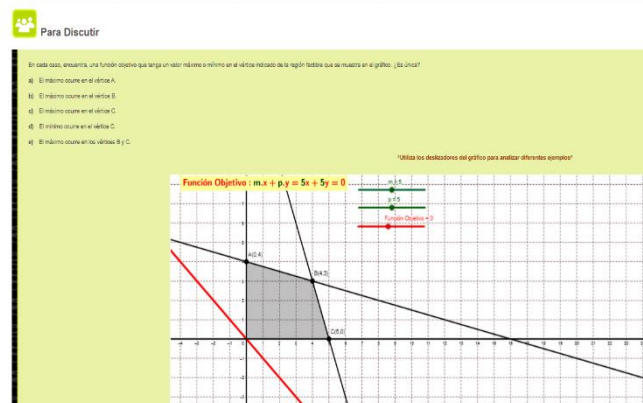 Para Discutir
En cada caso, encuentra, una función objetivo que tenga un valor máximo o mínimo en el vértice indicado de la región factible que se muestra en el gráfico. ¿Es única?
a) El máximo ocurre en el vértice A.
b) El máximo ocurre en el vértice B.
c) El máximo ocurre en el vértice C.
d) El mínimo ocurre en el vértice C.
e) El máximo ocurre en los vértices B y C.
"Utiliza los deslizadores del gráfico para analizar diferentes ejemplos"
Función Objetivo : m.x + p.y = 5x + 5y = 0
m = 5
p = 5
Función Objetivo = 0
A(0,4)
B(4,3)
C(5,0)